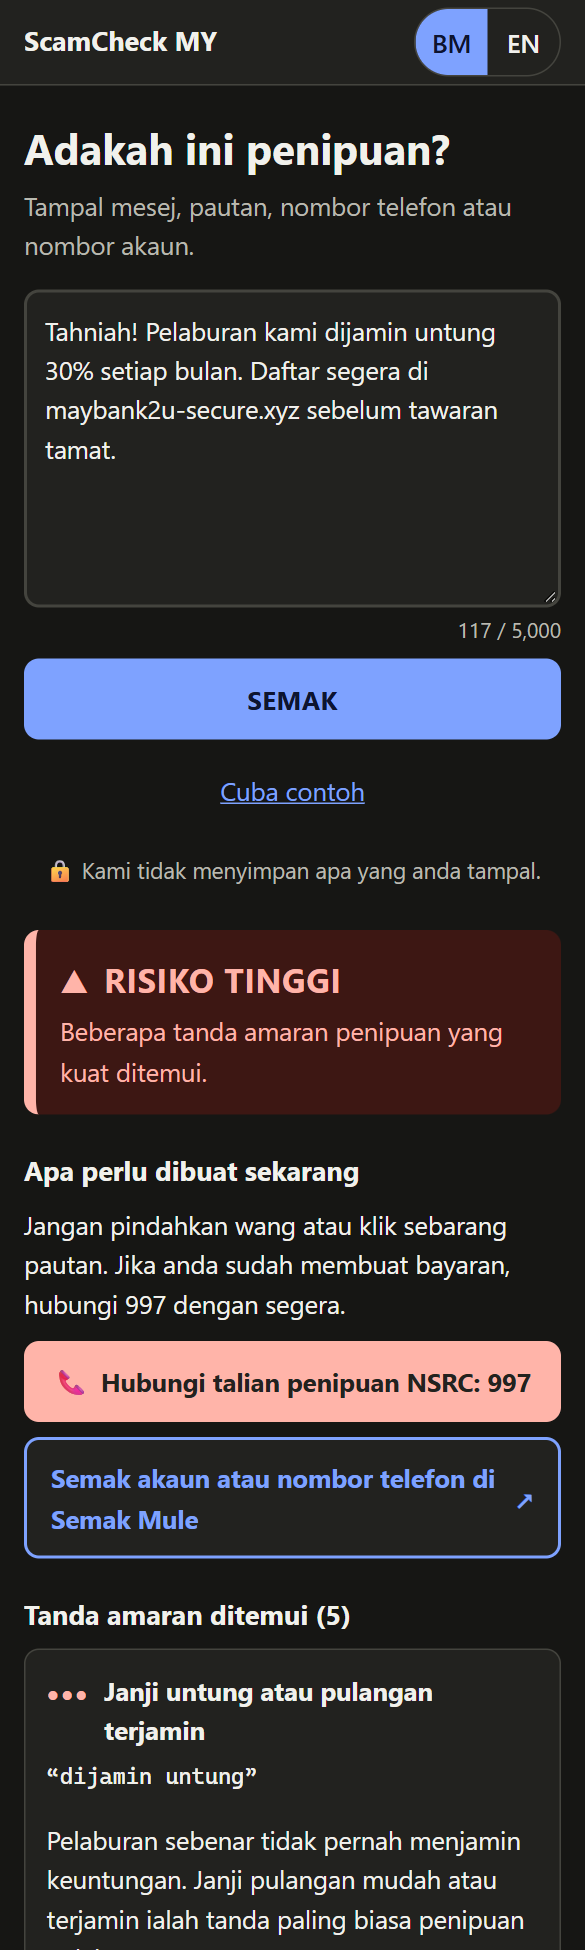 ScamCheck MY
BM
EN
Adakah ini penipuan?
Tampal mesej, pautan, nombor telefon atau
nombor akaun.
Tahniah! Pelaburan kami dijamin untung
30% setiap bulan. Daftar segera di
maybank2u-secure.xyz sebelum tawaran
tamat.
117 / 5,000
SEMAK
Cuba contoh
Kami tidak menyimpan apa yang anda tampal.
RISIKO TINGGI
Beberapa tanda amaran penipuan yang
kuat ditemui.
Apa perlu dibuat sekarang
Jangan pindahkan wang atau klik sebarang
pautan. Jika anda sudah membuat bayaran,
hubungi 997 dengan segera.
Hubungi talian penipuan NSRC: 997
Semak akaun atau nombor telefon di
Semak Mule ↗
Tanda amaran ditemui (5)
Janji untung atau pulangan
terjamin
“dijamin untung”
Pelaburan sebenar tidak pernah menjamin
keuntungan. Janji pulangan mudah atau
terjamin ialah tanda paling biasa penipuan